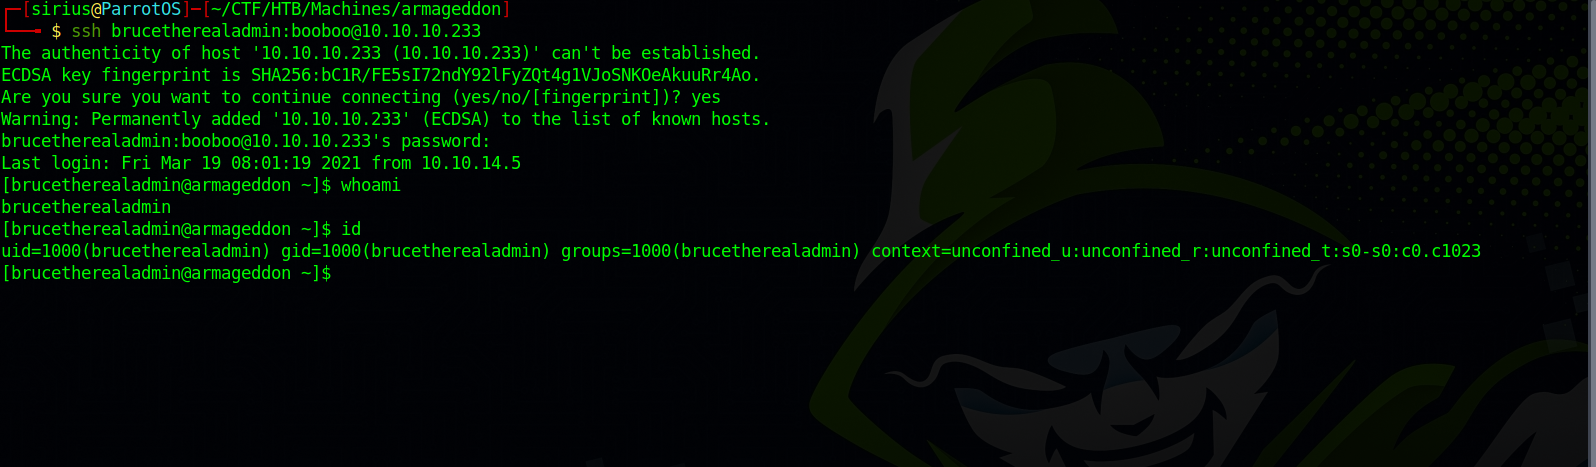 ┌─[sirius@ParrotOS]─[~/CTF/HTB/Machines/armageddon]
└──╼ $ ssh brucetherealadmin:booboo@10.10.10.233
The authenticity of host '10.10.10.233 (10.10.10.233)' can't be established.
ECDSA key fingerprint is SHA256:bC1R/FE5sI72ndY92lFyZQt4g1VJoSNKOeAkuuRr4Ao.
Are you sure you want to continue connecting (yes/no/[fingerprint])? yes
Warning: Permanently added '10.10.10.233' (ECDSA) to the list of known hosts.
brucetherealadmin:booboo@10.10.10.233's password:
Last login: Fri Mar 19 08:01:19 2021 from 10.10.14.5
[brucetherealadmin@armageddon ~]$ whoami
brucetherealadmin
[brucetherealadmin@armageddon ~]$ id
uid=1000(brucetherealadmin) gid=1000(brucetherealadmin) groups=1000(brucetherealadmin) context=unconfined_u:unconfined_r:unconfined_t:s0-s0:c0.c1023
[brucetherealadmin@armageddon ~]$